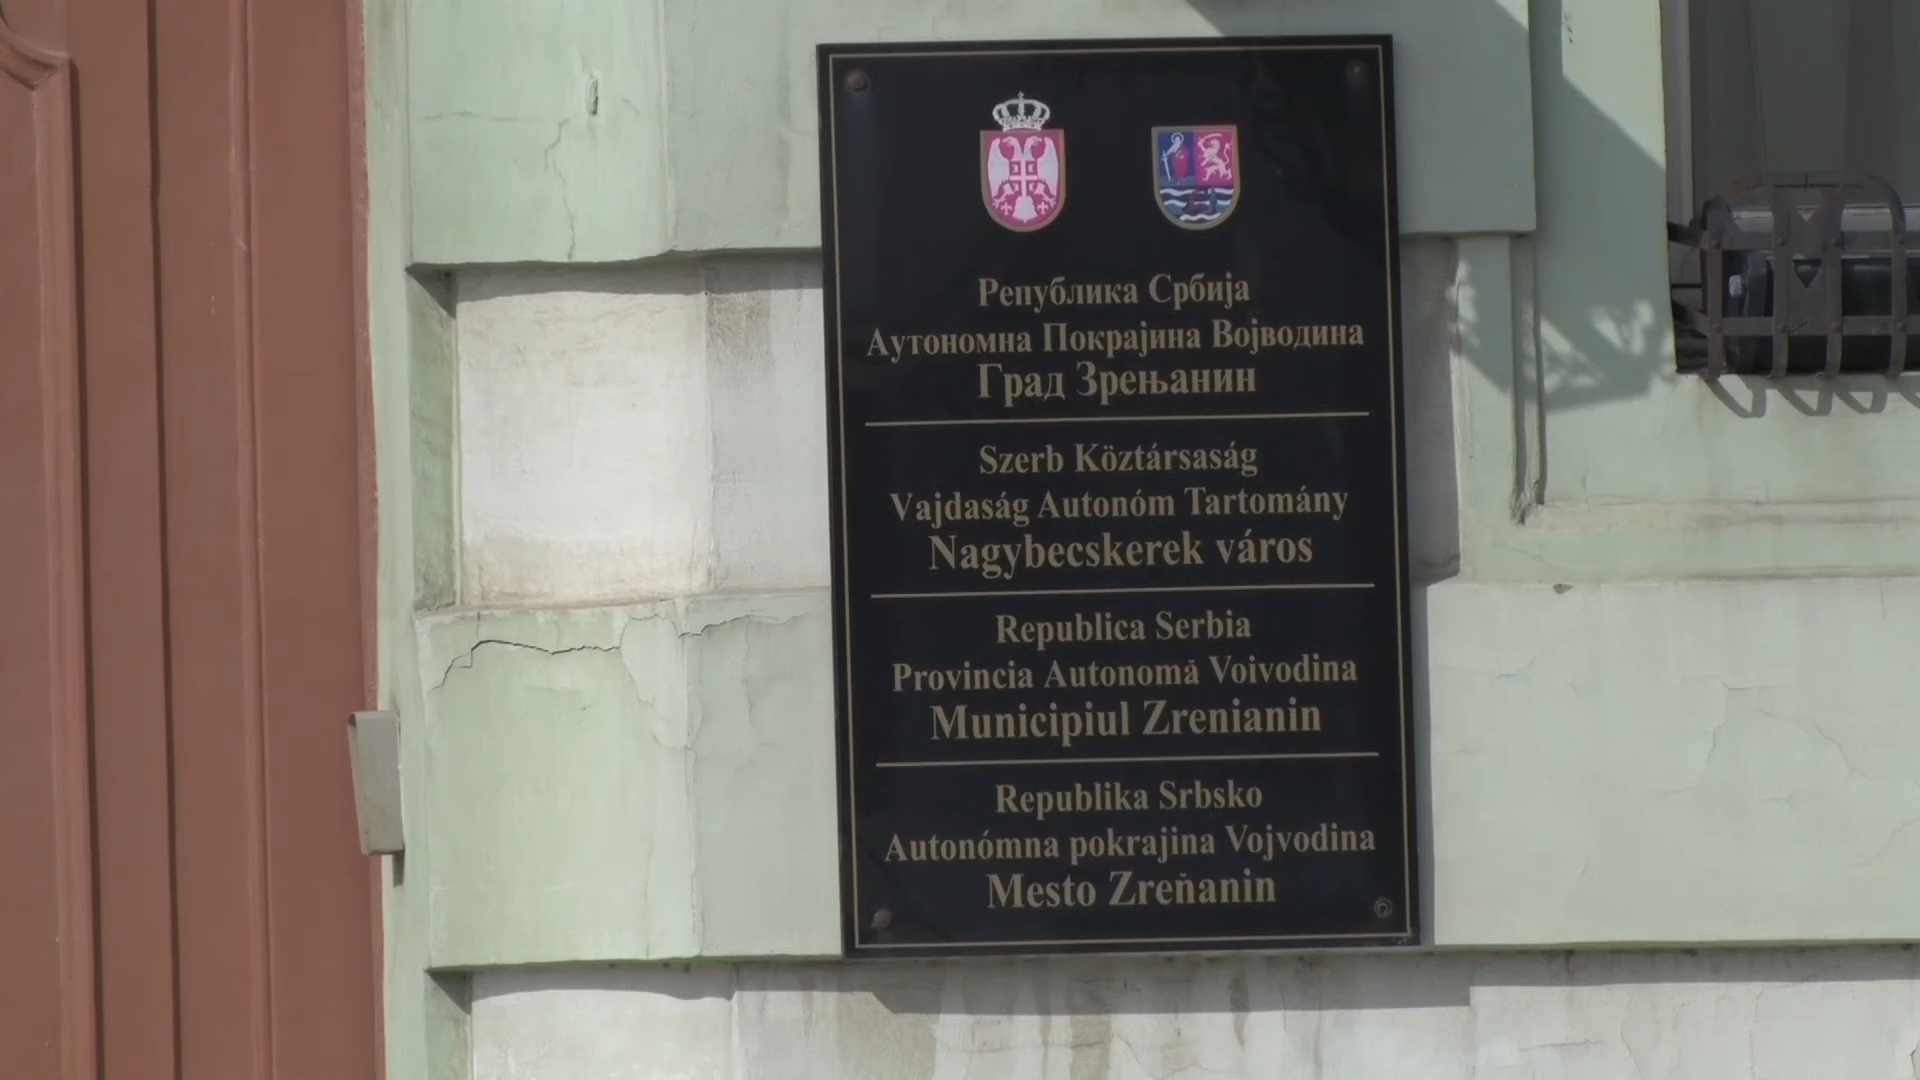 Република Србија
Аутономна Покрајина Војводина
Град Зрењанин
Szerb Köztársaság
Vajdaság Autonóm Tartomány
Nagybecskerek város
Republica Serbia
Provincia Autonomă Voivodina
Municipiul Zrenianin
Republika Srbsko
Autonómna pokrajina Vojvodina
Mesto Zreňanin